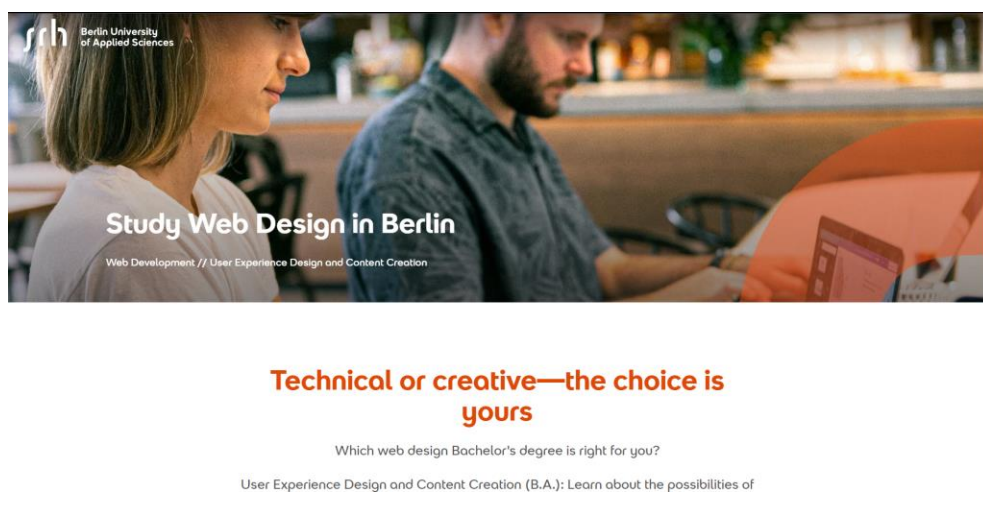 srh
Berlin University
of Applied Sciences
Study Web Design in Berlin
Web Development // User Experience Design and Content Creation
Technical or creative—the choice is
yours
Which web design Bachelor's degree is right for you?
User Experience Design and Content Creation (B.A.): Learn about the possibilities of